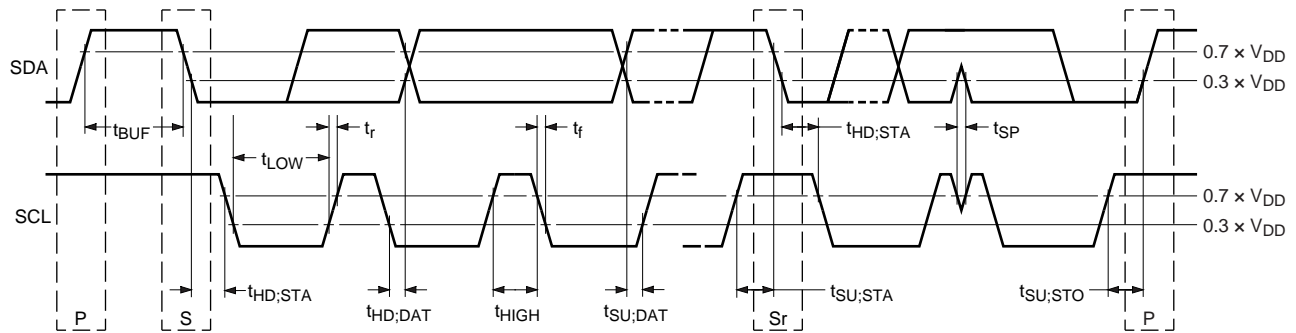 SDA
0.7 × VDD
0.3 × VDD
tBUF
tr
tf
tHD;STA
tSP
tLOW
SCL
0.7 × VDD
0.3 × VDD
tHD;STA
tHD;DAT
tHIGH
tSU;DAT
tSU;STA
tSU;STO
P
S
Sr
P